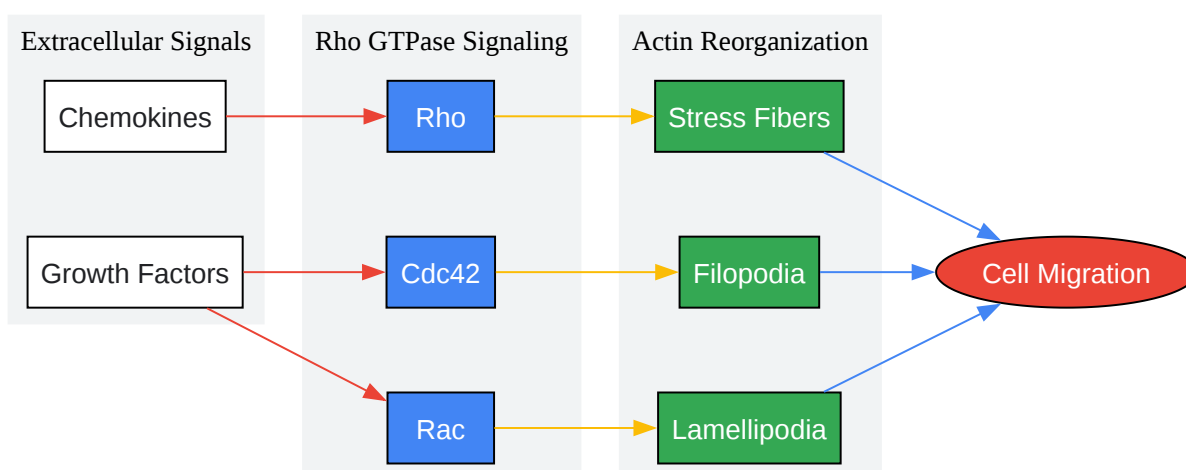 Extracellular Signals
Rho GTPase Signaling
Actin Reorganization
Chemokines
Rho
Stress Fibers
Growth Factors
Cdc42
Filopodia
Cell Migration
Rac
Lamellipodia